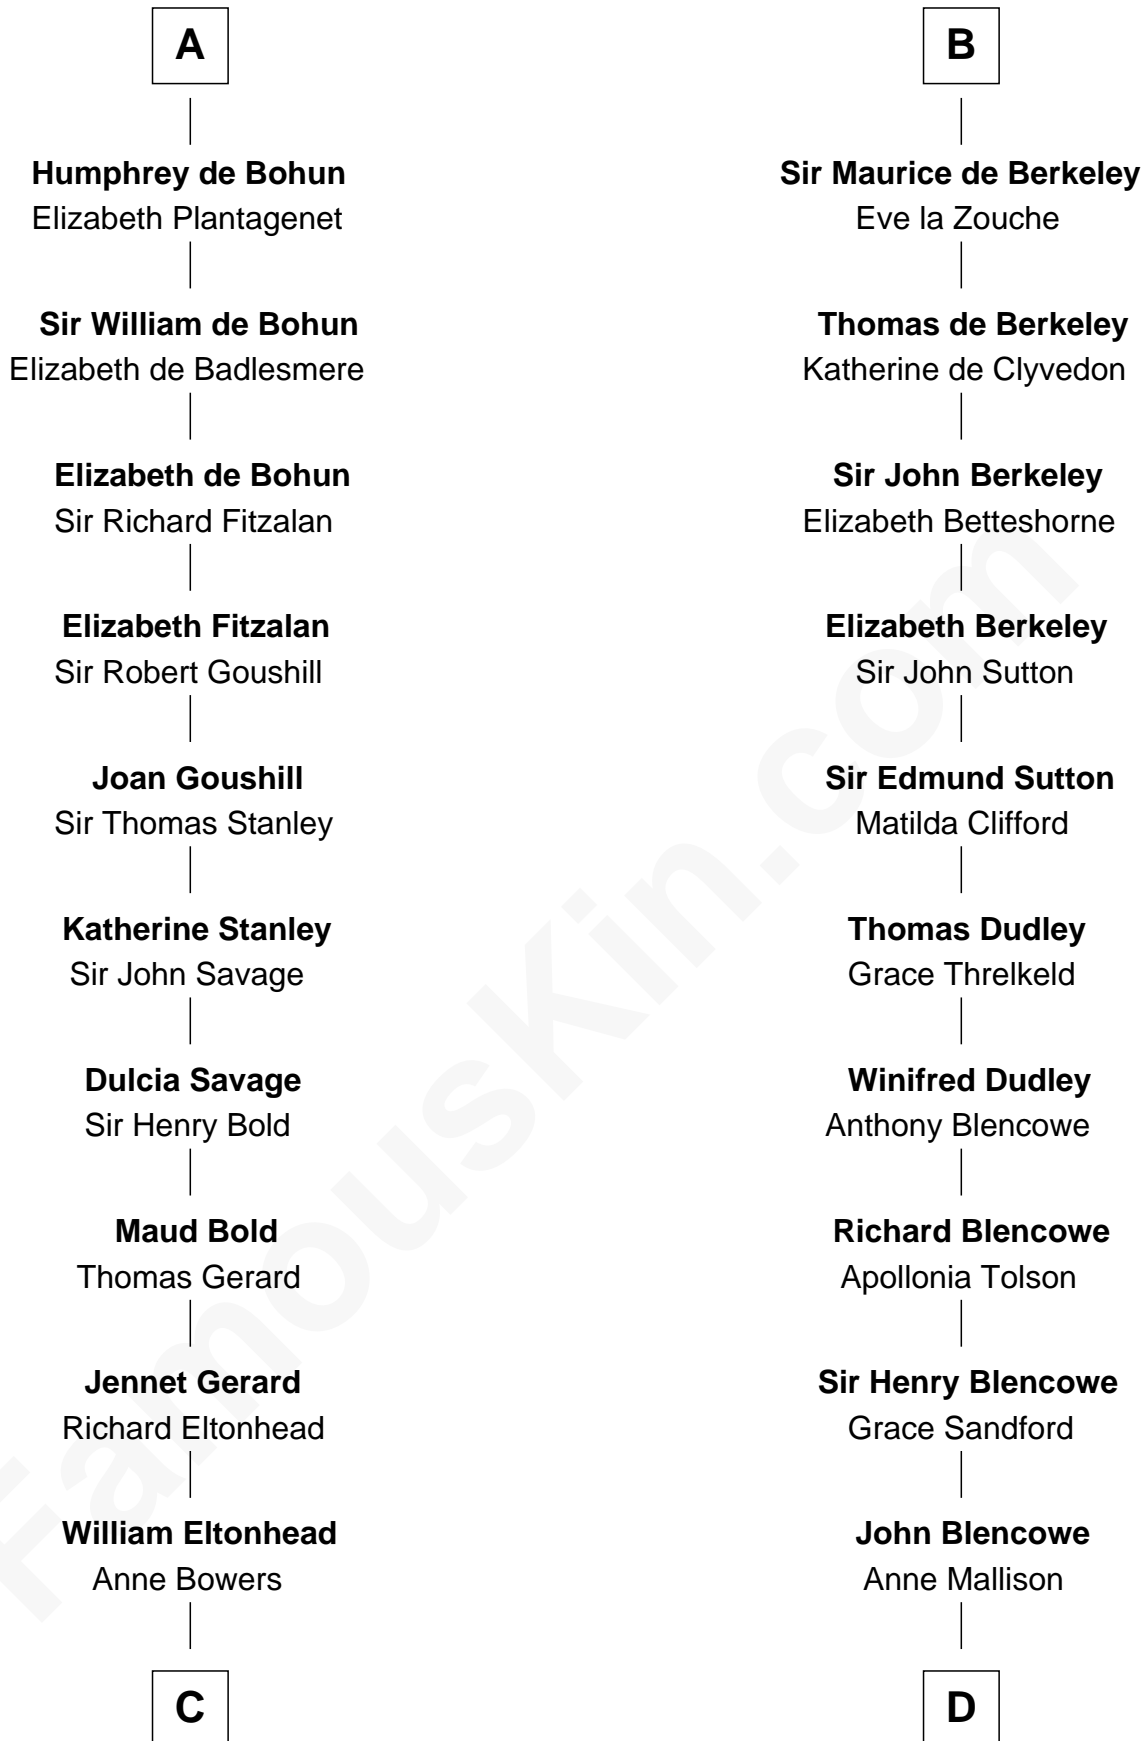 A
Humphrey de Bohun
Elizabeth Plantagenet
Sir William de Bohun
Elizabeth de Badlesmere
Elizabeth de Bohun
Sir Richard Fitzalan
Elizabeth Fitzalan
Sir Robert Goushill
Joan Goushill
Sir Thomas Stanley
Katherine Stanley
Sir John Savage
Dulcia Savage
Sir Henry Bold
Maud Bold
Thomas Gerard
Jennet Gerard
Richard Eltonhead
William Eltonhead
Anne Bowers
C
B
Sir Maurice de Berkeley
Eve la Zouche
Thomas de Berkeley
Katherine de Clyvedon
Sir John Berkeley
Elizabeth Betteshorne
Elizabeth Berkeley
Sir John Sutton
Sir Edmund Sutton
Matilda Clifford
Thomas Dudley
Grace Threlkeld
Winifred Dudley
Anthony Blencowe
Richard Blencowe
Apollonia Tolson
Sir Henry Blencowe
Grace Sandford
John Blencowe
Anne Mallison
D
FamousKin.com